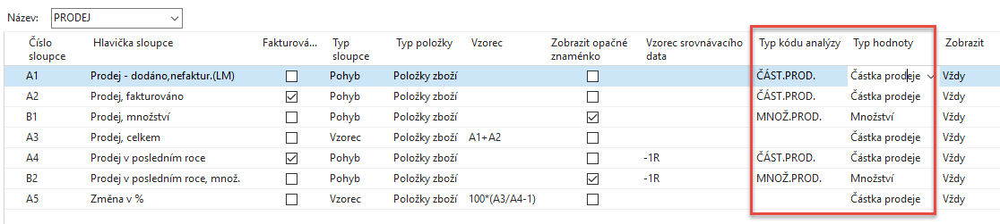 Název: PRODEJ
Číslo sloupce Hlavička sloupce Fakturová... Typ sloupce Typ položky Vzorec Zobrazit opačné znaménko Vzorec srovnávacího data Typ kódu analýzy Typ hodnoty Zobrazit
A1 Prodej - dodáno,nefaktur.(LM) Pohyb Položky zboží ČÁST.PROD. Částka prodeje Vždy
A2 Prodej, fakturováno Pohyb Položky zboží ČÁST.PROD. Částka prodeje Vždy
B1 Prodej, množství Pohyb Položky zboží MNOŽ.PROD. Množství Vždy
A3 Prodej, celkem Vzorec Položky zboží A1+A2 Částka prodeje Vždy
A4 Prodej v posledním roce Pohyb Položky zboží -1R ČÁST.PROD. Částka prodeje Vždy
B2 Prodej v posledním roce, množ. Pohyb Položky zboží -1R MNOŽ.PROD. Množství Vždy
A5 Změna v % Vzorec Položky zboží 100*(A3/A4-1) Částka prodeje Vždy